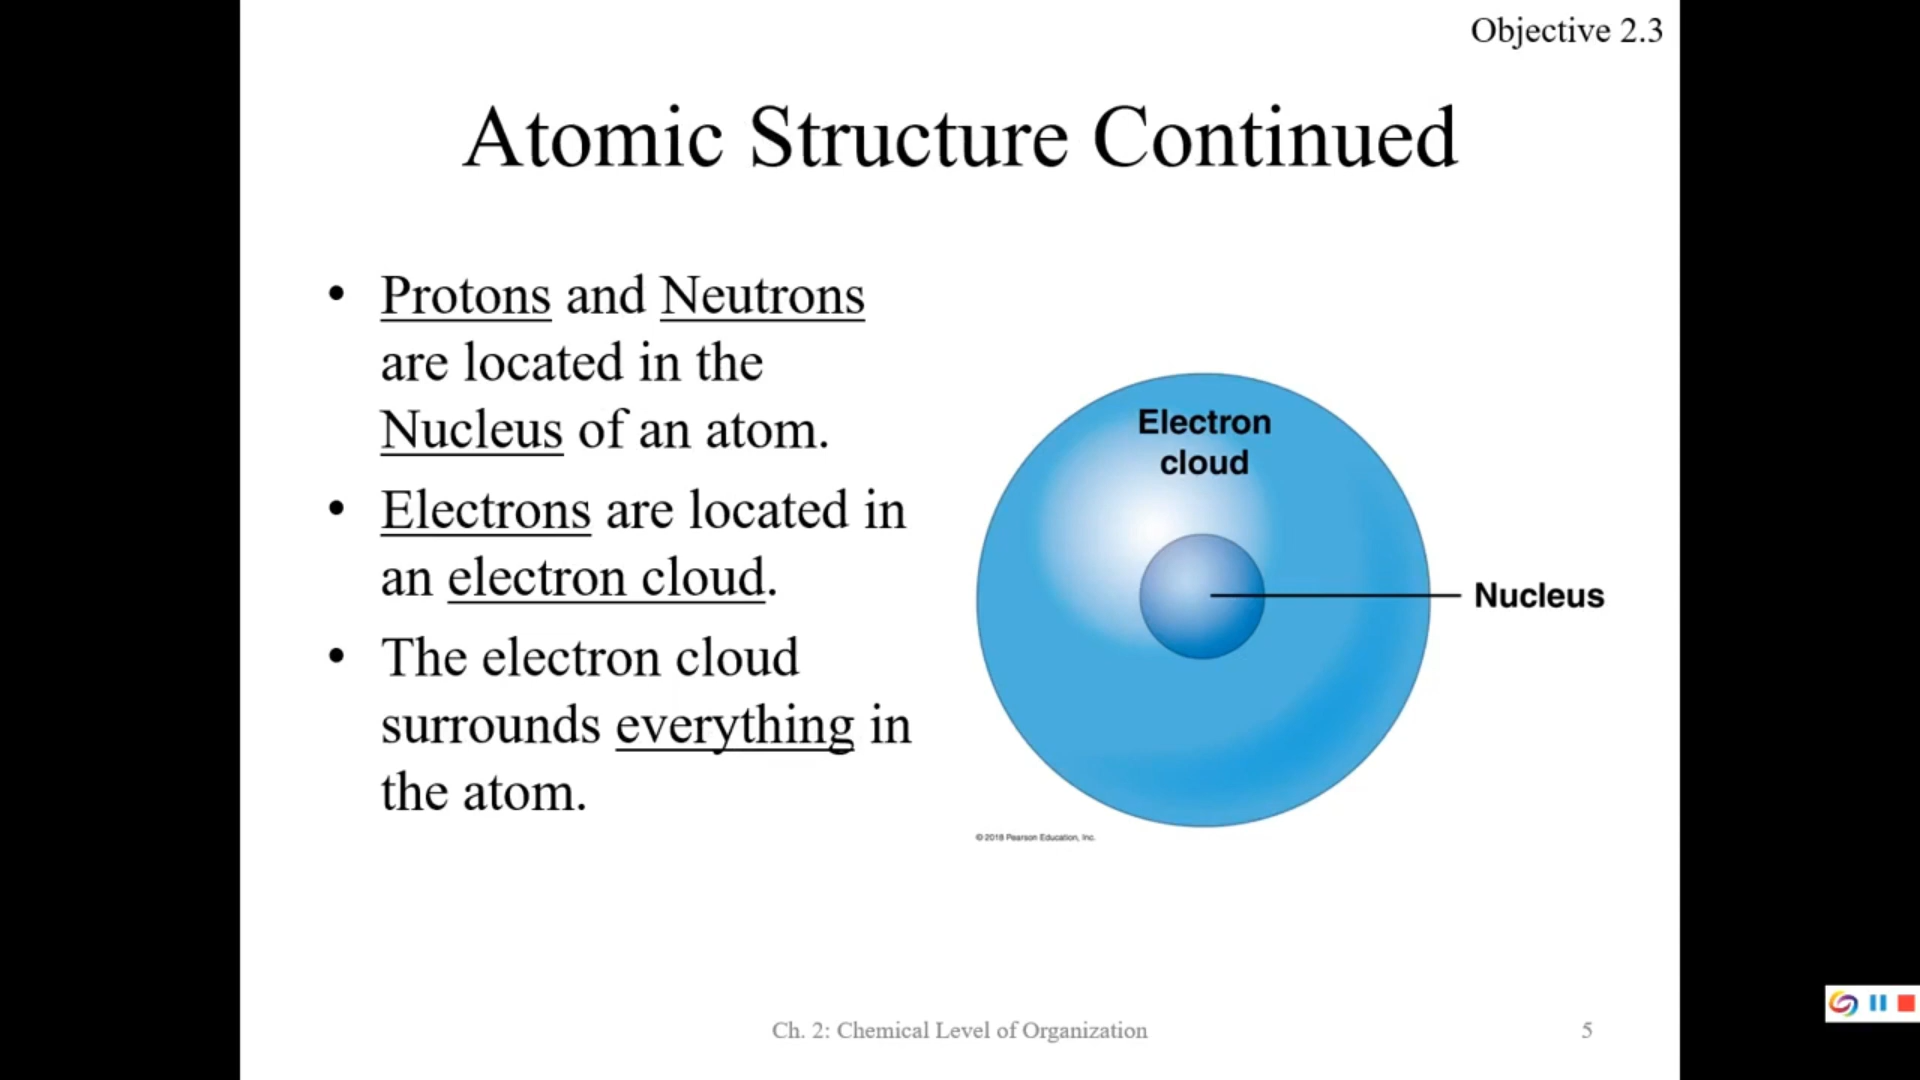 Objective 2.3
Atomic Structure Continued
• Protons and Neutrons
are located in the
Nucleus of an atom.
• Electrons are located in
an electron cloud.
• The electron cloud
surrounds everything in
the atom.
Electron
cloud
Nucleus
© 2018 Pearson Education, Inc.
Ch. 2: Chemical Level of Organization
5